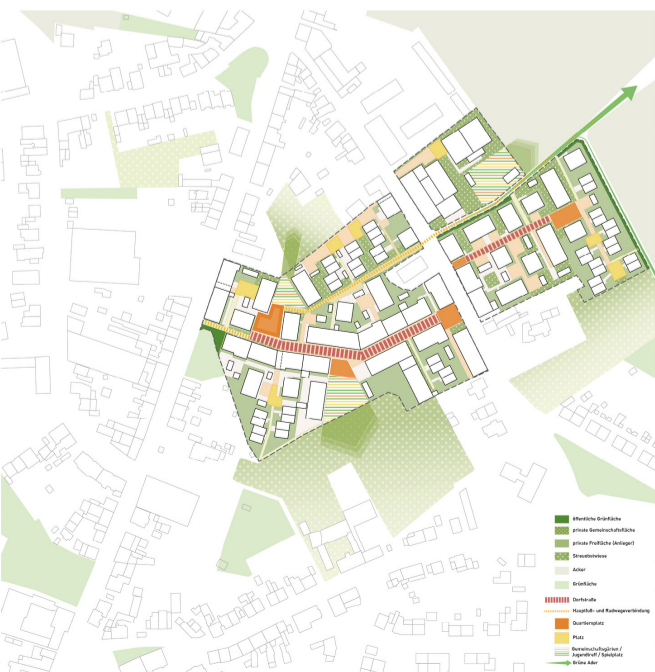 öffentliche Grünfläche
private Gemeinschaftsfläche
private Freifläche (Anlieger)
Streuobstwiese
Acker
Grünfläche
Dorfstraße
Hauptfuß- und Radwegeverbindung
Quartiersplatz
Platz
Gemeinschaftsgärten /
Jugendtreff / Spielplatz
Grüne Ader